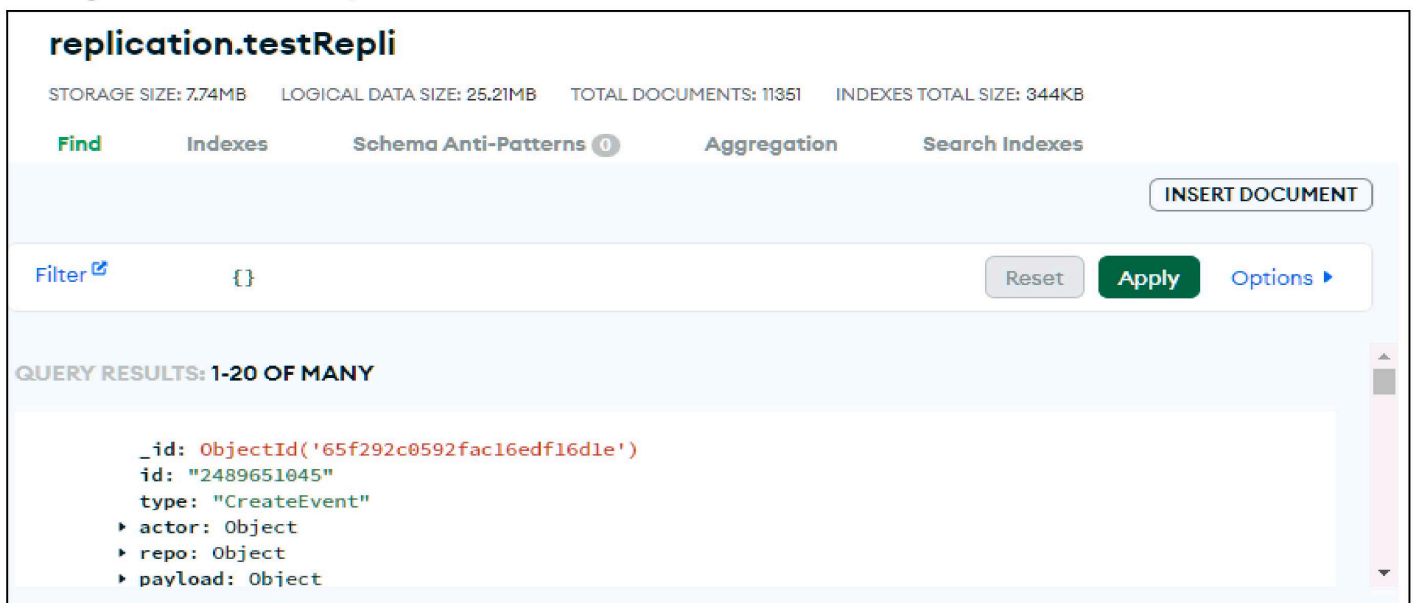 replication.testRepli
STORAGE SIZE: 7.74MB LOGICAL DATA SIZE: 25.21MB TOTAL DOCUMENTS: 11351 INDEXES TOTAL SIZE: 344KB
Find Indexes Schema Anti-Patterns 0 Aggregation Search Indexes
INSERT DOCUMENT
Filter {} Reset Apply Options
QUERY RESULTS: 1-20 OF MANY
_id: ObjectId('65f292c0592fac16edf16d1e')
id: "2489651045"
type: "CreateEvent"
actor: Object
repo: Object
payload: Object